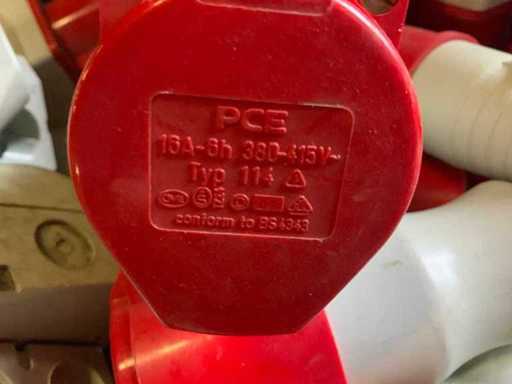 PCE
16A-6h 380-415V~
Typ 114
conform to BS4343